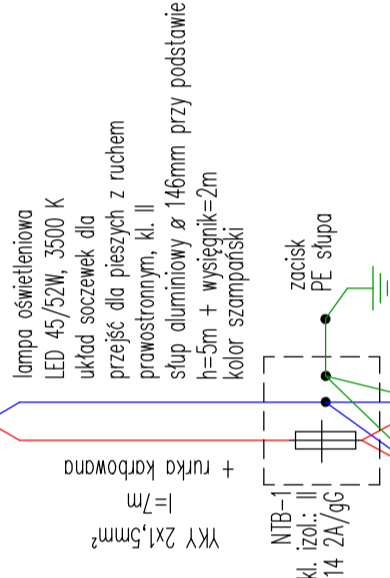 lampa oświetleniowa
LED 45/52W, 3500 K
układ soczewek dla
przejść dla pieszych z ruchem
prawostronnym, kl. II
słup aluminiowy ø 146mm przy podstawie
h=5m + wysięgnik=2m
kolor szampański
zacisk
PE słupa
YKY 2x1,5mm²
l=7m
+ rurka karbowana
NTB-1
kl. izol.: II
14 2A/gG